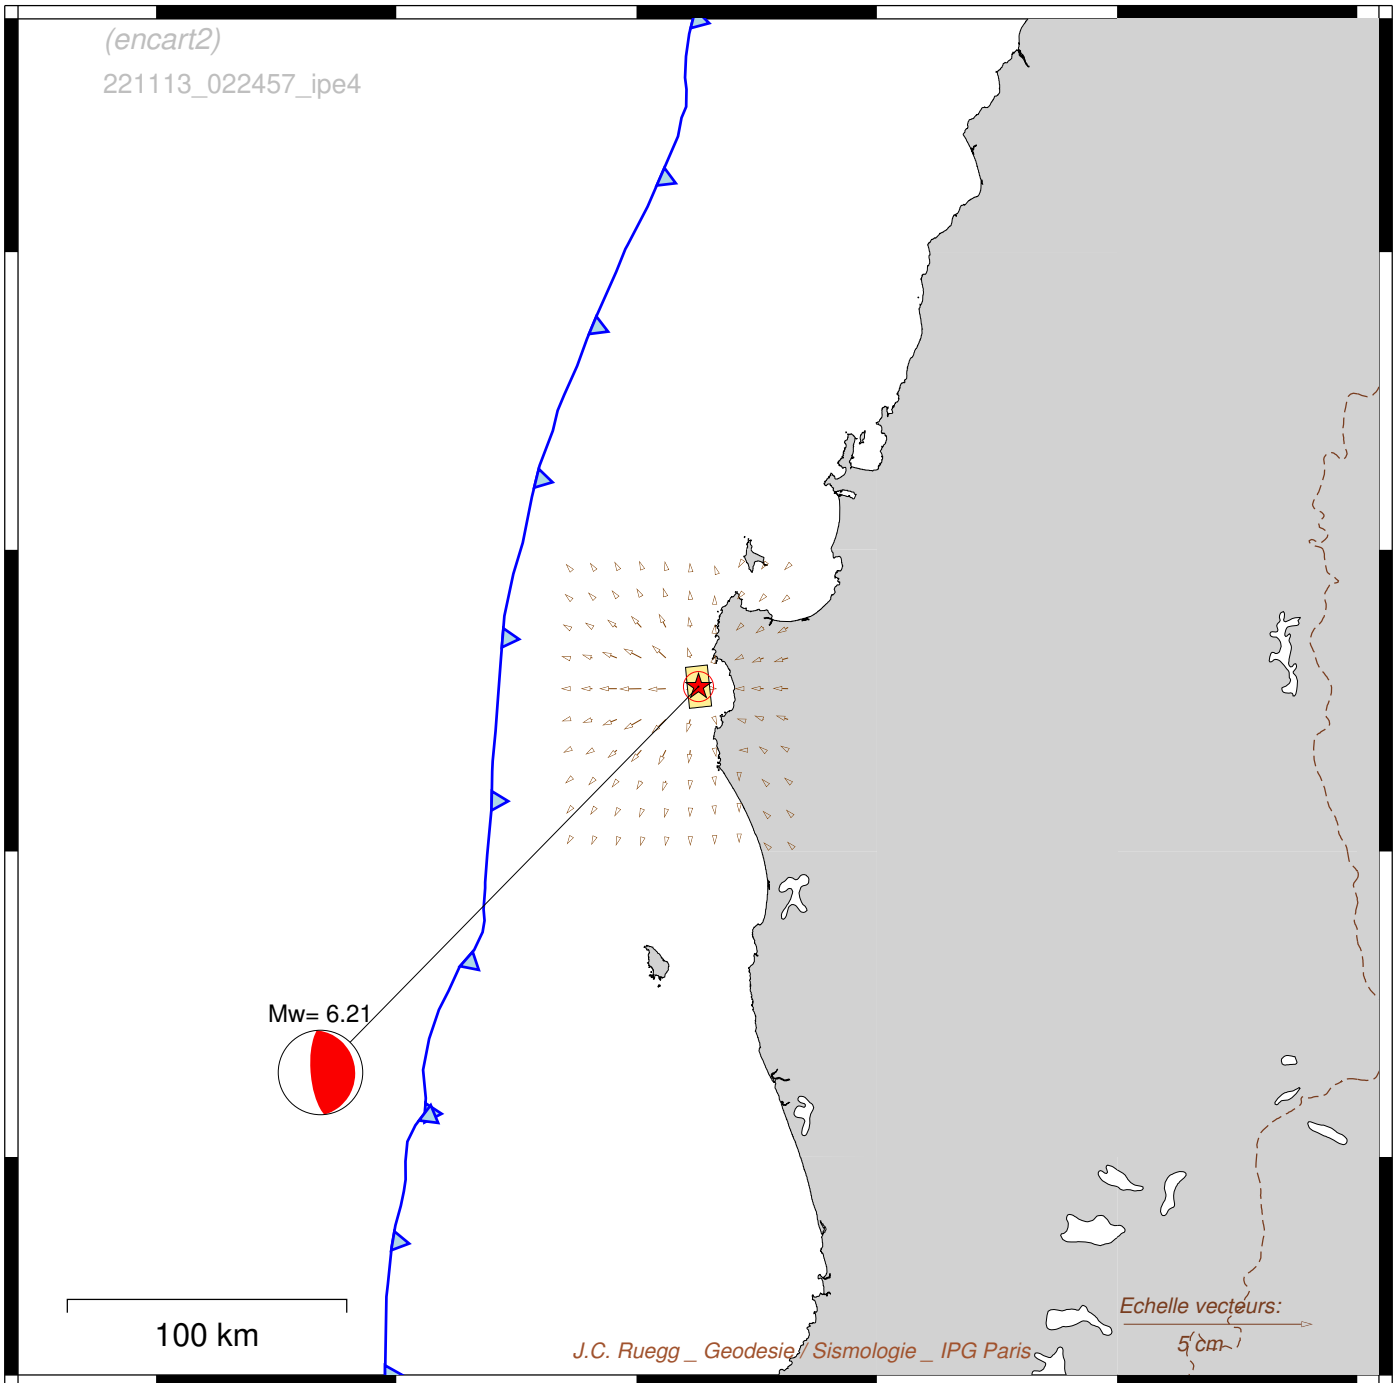 (encart2)
221113_022457_ipe4
Mw= 6.21
100 km
Echelle vecteurs:
5 cm
J.C. Ruegg _ Geodesie / Sismologie _ IPG Paris